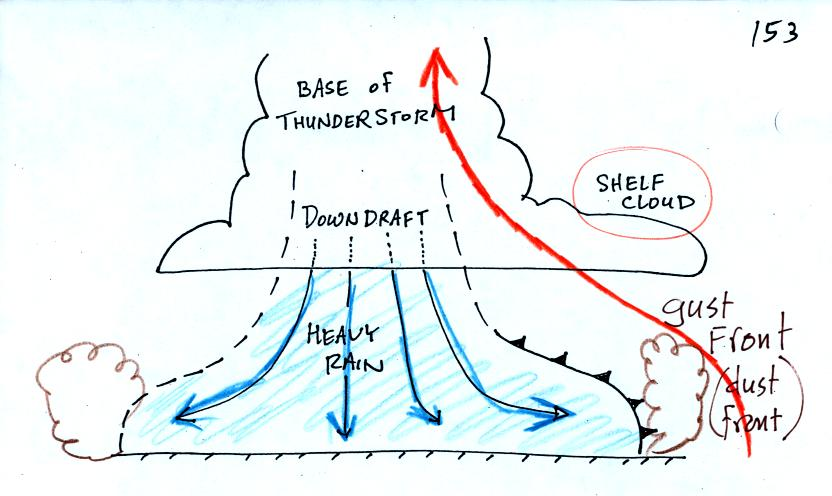 153
BASE of
THUNDERSTORM
SHELF
CLOUD
DOWNDRAFT
gust
Front
HEAVY
RAIN
(dust
front)